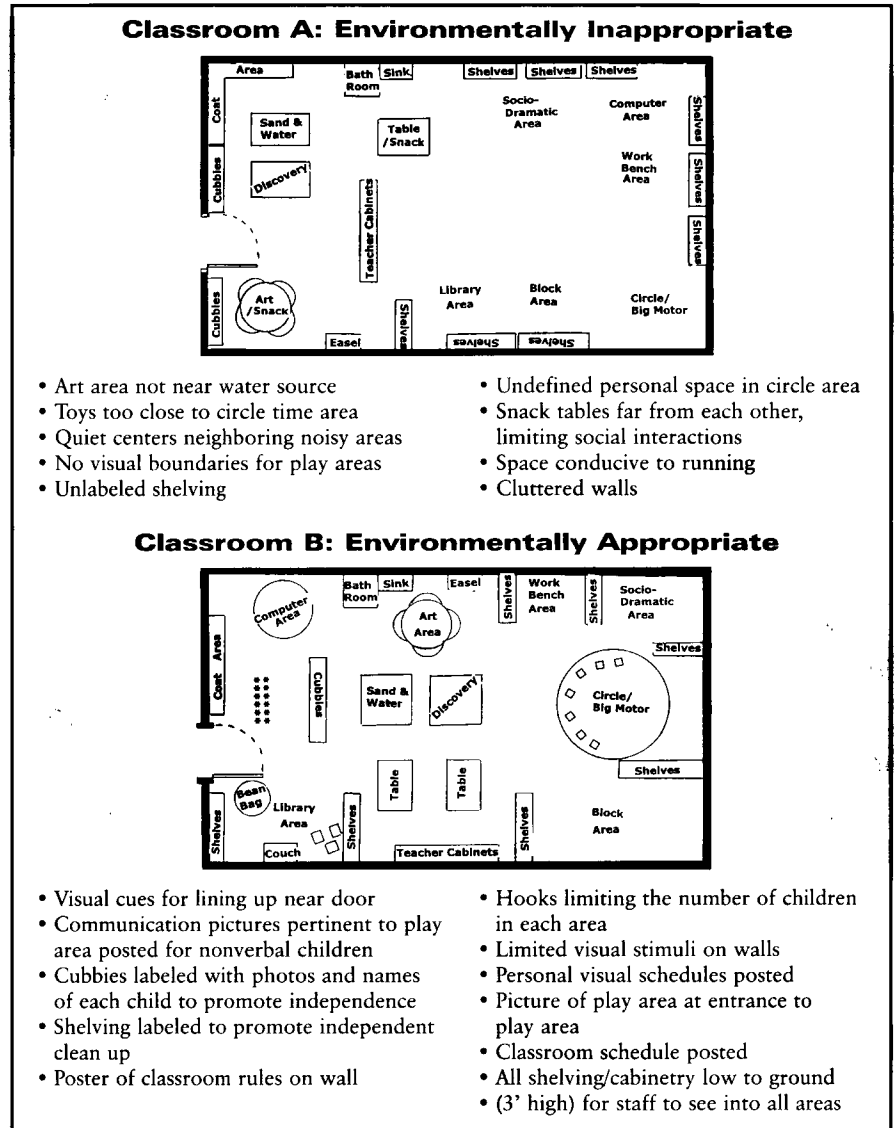 Classroom A: Environmentally Inappropriate
Area
Bath
Room
Sink
Shelves
Shelves
Shelves
Coat
Sand &
Water
Table
/Snack
Socio-
Dramatic
Area
Computer
Area
Shelves
Cubbies
Discovery
Work
Bench
Area
Shelves
Teacher Cabinets
Shelves
Cubbies
Art
/Snack
Library
Area
Block
Area
Circle/
Big Motor
Easel
Shelves
Shelves
Shelves
• Art area not near water source
• Toys too close to circle time area
• Quiet centers neighboring noisy areas
• No visual boundaries for play areas
• Unlabeled shelving
• Undefined personal space in circle area
• Snack tables far from each other,
limiting social interactions
• Space conducive to running
• Cluttered walls
Classroom B: Environmentally Appropriate
Computer
Area
Bath
Room
Sink
Easel
Art
Area
Shelves
Work
Bench
Area
Shelves
Socio-
Dramatic
Area
Shelves
Coat Area
Cubbies
Sand &
Water
Discovery
Circle/
Big Motor
Shelves
Bean
Bag
Table
Table
Shelves
Library
Area
Couch
Shelves
Teacher Cabinets
Shelves
Block
Area
• Visual cues for lining up near door
• Communication pictures pertinent to play
area posted for nonverbal children
• Cubbies labeled with photos and names
of each child to promote independence
• Shelving labeled to promote independent
clean up
• Poster of classroom rules on wall
• Hooks limiting the number of children
in each area
• Limited visual stimuli on walls
• Personal visual schedules posted
• Picture of play area at entrance to
play area
• Classroom schedule posted
• All shelving/cabinetry low to ground
• (3' high) for staff to see into all areas